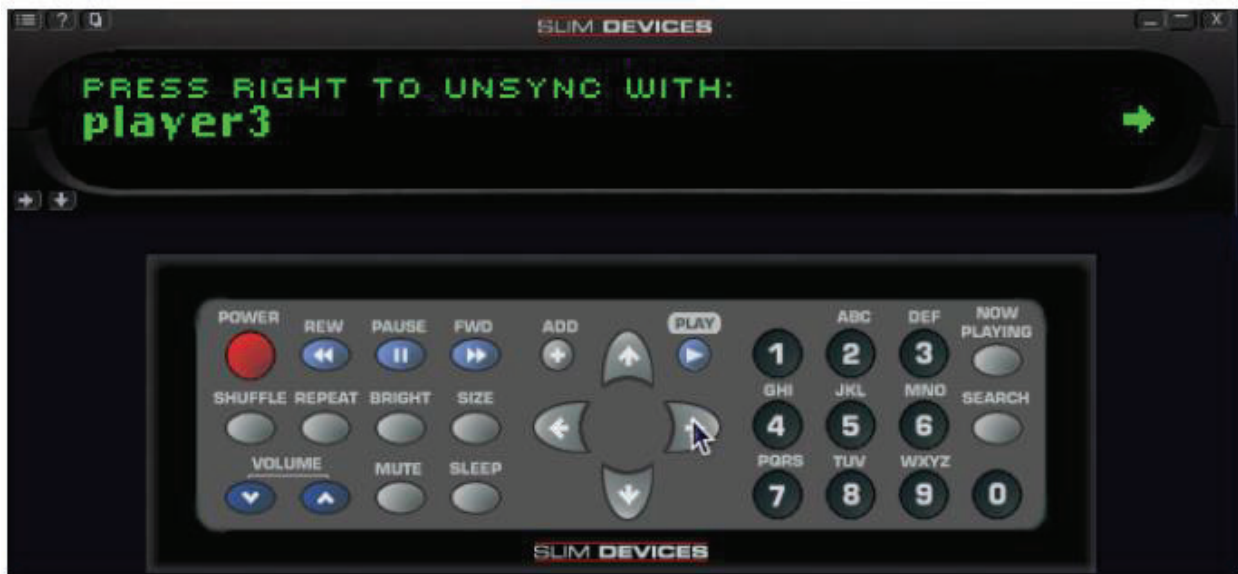 ?
SLIM DEVICES
X
PRESS RIGHT TO UNSYNC WITH:
player3
POWER REW PAUSE FWD ADD PLAY ABC DEF NOW PLAYING
1 2 3
SHUFFLE REPEAT BRIGHT SIZE GHI JKL MNO SEARCH
4 5 6
VOLUME MUTE SLEEP PQRS TUV WXYZ
7 8 9 0
SLIM DEVICES